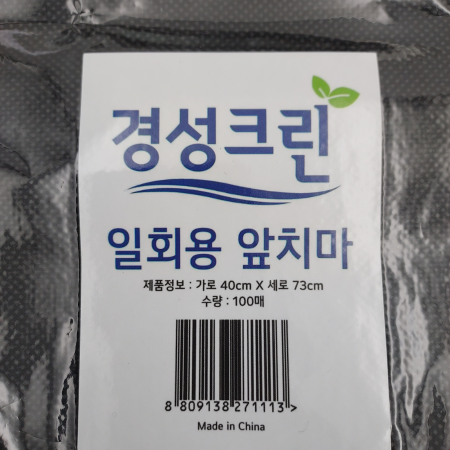 경성크린
일회용 앞치마
제품정보 : 가로 40cm X 세로 73cm
수량 : 100매
8 809138 271113 >
Made in China